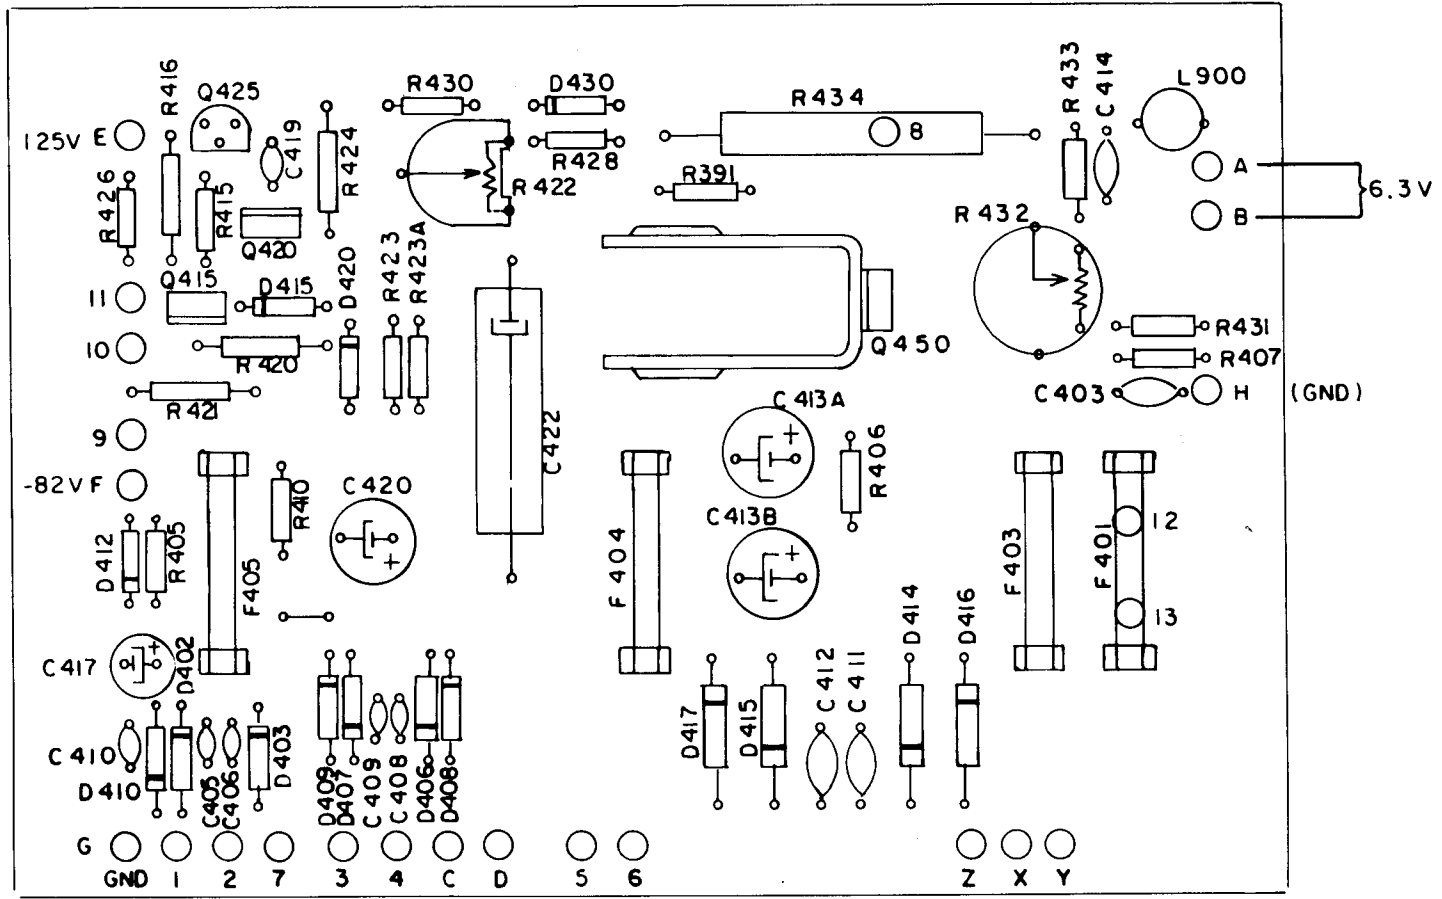 R416
Q425
R430
D430
R434
R433
C414
L900
125V E
C419
R424
R428
8
R422
R391
A
6.3V
B
R426
R415
Q420
R432
Q415
D415
D420
R423
R423A
11
Q450
R431
10
R420
R407
R421
C403
H
(GND)
C413A
9
C422
R406
-82V F
R410
C420
C413B
12
D412
R405
F405
F404
F403
F401
13
D414
D416
C417
D402
C412
C411
D417
D415
C410
D403
D410
C405
C406
D409
D407
C409
C408
D406
D408
G
GND 1 2 7 3 4 C D 5 6 Z X Y